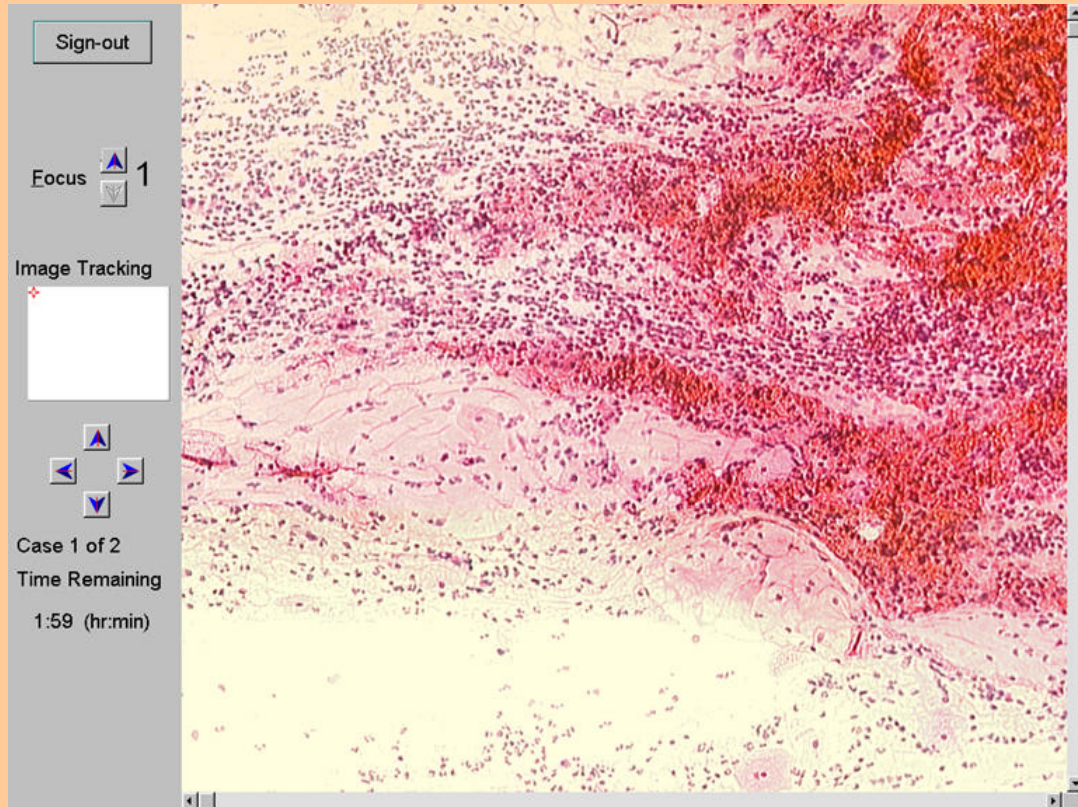 Sign-out
Focus 1
Image Tracking
Case 1 of 2
Time Remaining
1:59 (hr:min)